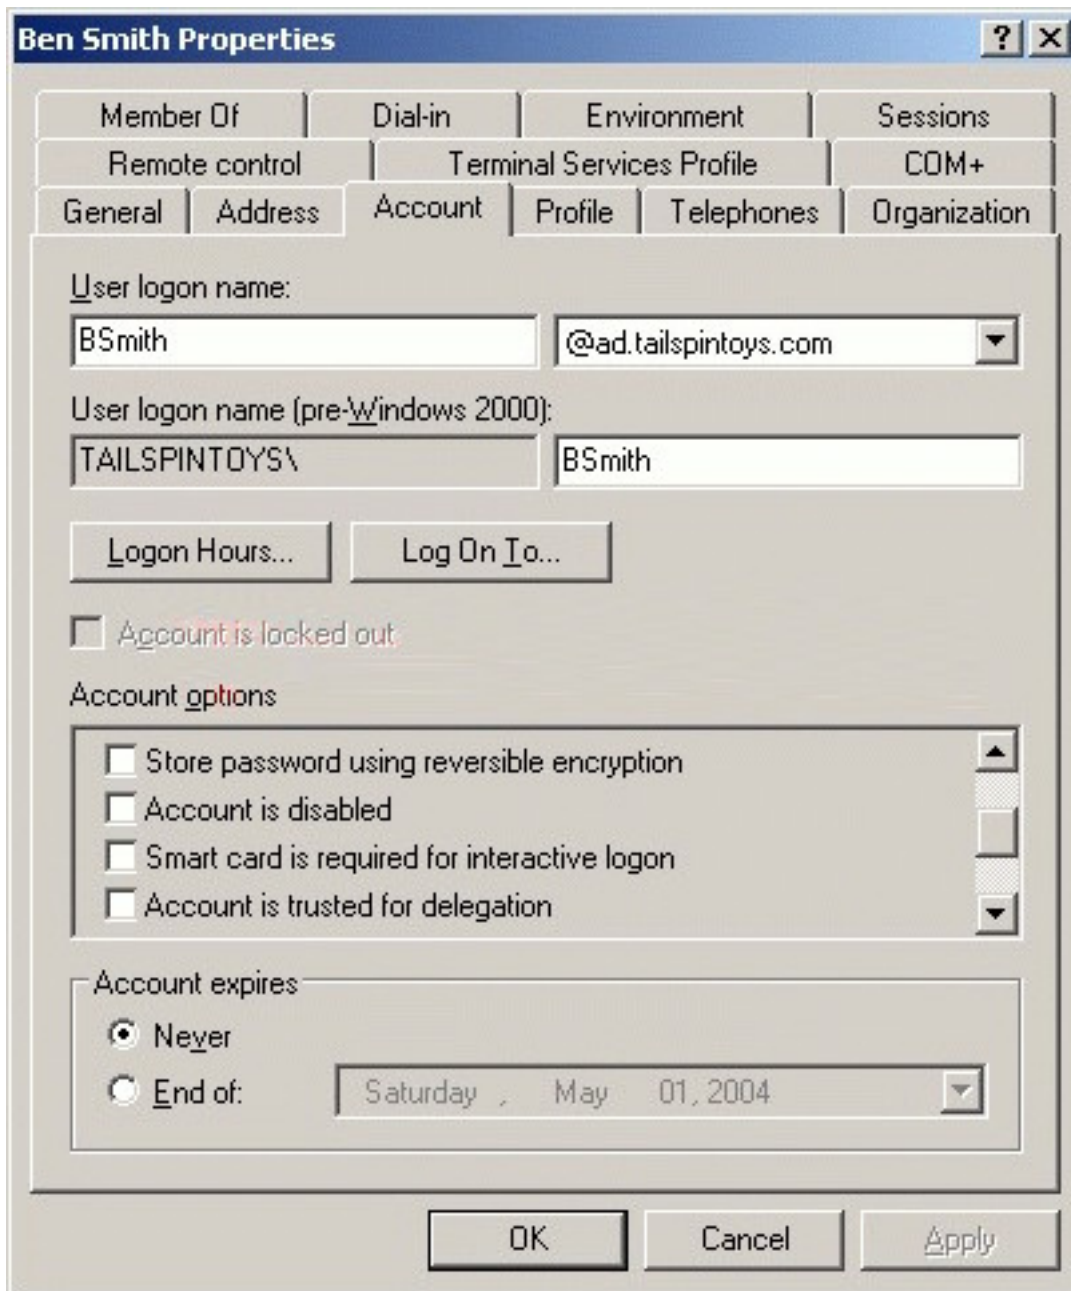 Ben Smith Properties
Member Of Dial-in Environment Sessions
Remote control Terminal Services Profile COM+
General Address Account Profile Telephones Organization
User logon name:
BSmith @ad.tailspintoys.com
User logon name (pre-Windows 2000):
TAILSPINTOYS\ BSmith
Logon Hours... Log On To...
Account is locked out
Account options
Store password using reversible encryption
Account is disabled
Smart card is required for interactive logon
Account is trusted for delegation
Account expires
Never
End of: Saturday , May 01, 2004
OK Cancel Apply